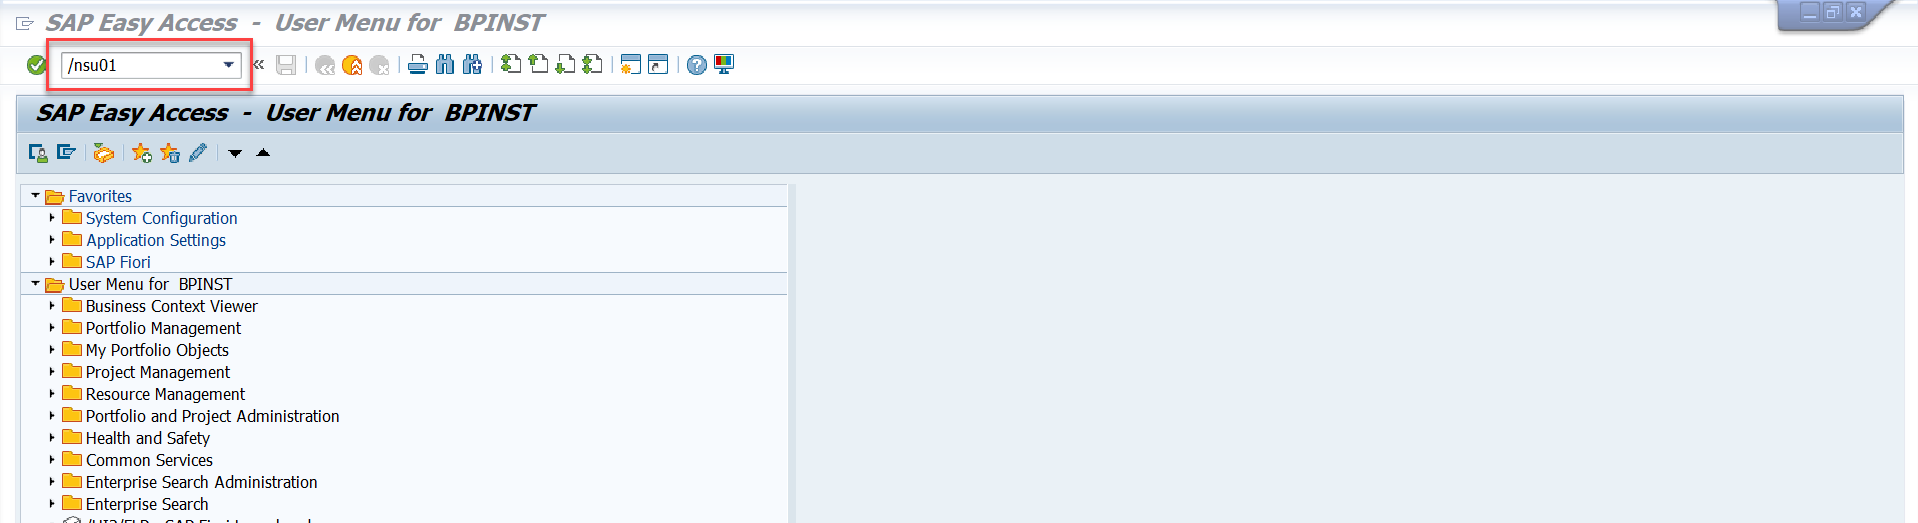 SAP Easy Access - User Menu for BPINST
/nsu01
SAP Easy Access - User Menu for BPINST
Favorites
System Configuration
Application Settings
SAP Fiori
User Menu for BPINST
Business Context Viewer
Portfolio Management
My Portfolio Objects
Project Management
Resource Management
Portfolio and Project Administration
Health and Safety
Common Services
Enterprise Search Administration
Enterprise Search